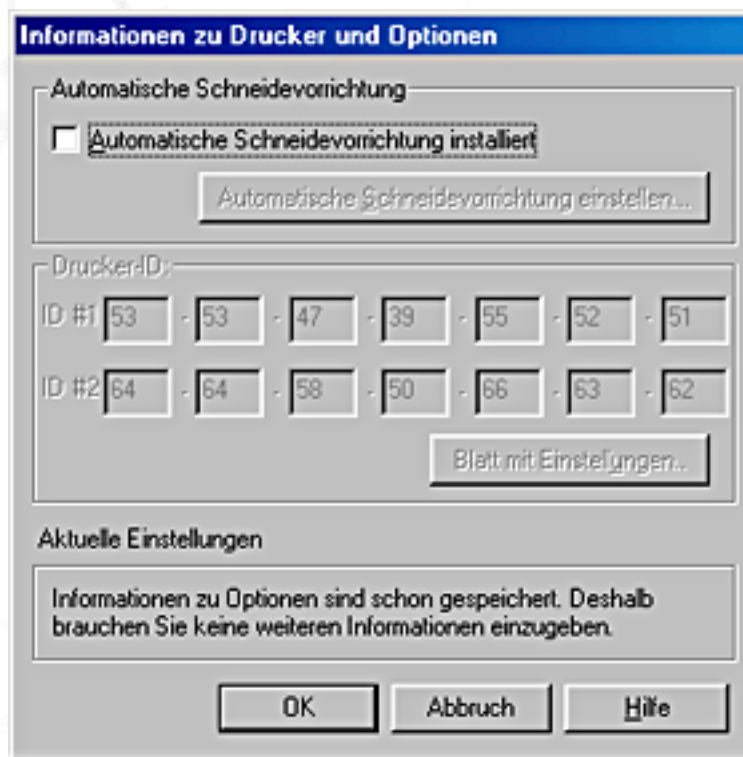 Informationen zu Drucker und Optionen
Automatische Schneidevorrichtung
Automatische Schneidevorrichtung installiert
Automatische Schneidevorrichtung einstellen...
Drucker-ID:
ID #1 53 - 53 - 47 - 39 - 55 - 52 - 51
ID #2 64 - 64 - 58 - 50 - 66 - 63 - 62
Blatt mit Einstellungen...
Aktuelle Einstellungen
Informationen zu Optionen sind schon gespeichert. Deshalb
brauchen Sie keine weiteren Informationen einzugeben.
OK Abbruch Hilfe